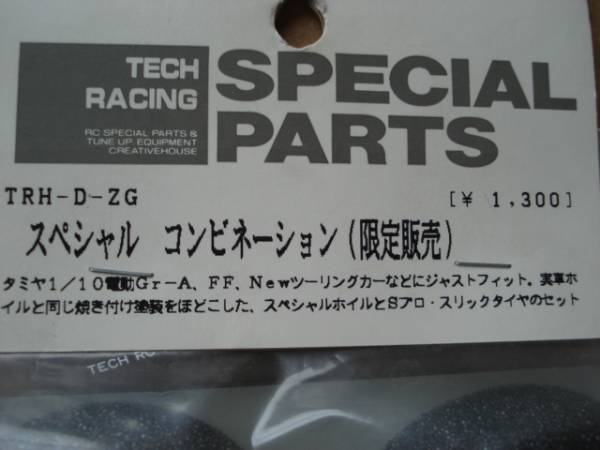 TECH
RACING
RC SPECIAL PARTS &
TUNE UP EQUIPMENT
CREATIVEHOUSE
SPECIAL
PARTS
TRH-D-ZG
[¥ 1,300]
スペシャル コンビネーション(限定販売)
タミヤ1/10電動Gr-A、FF、Newツーリングカーなどにジャストフィット。実車ホ
イルと同じ焼き付け塗装をほどこした、スペシャルホイルとSプロ・スリックタイヤのセット
TECH